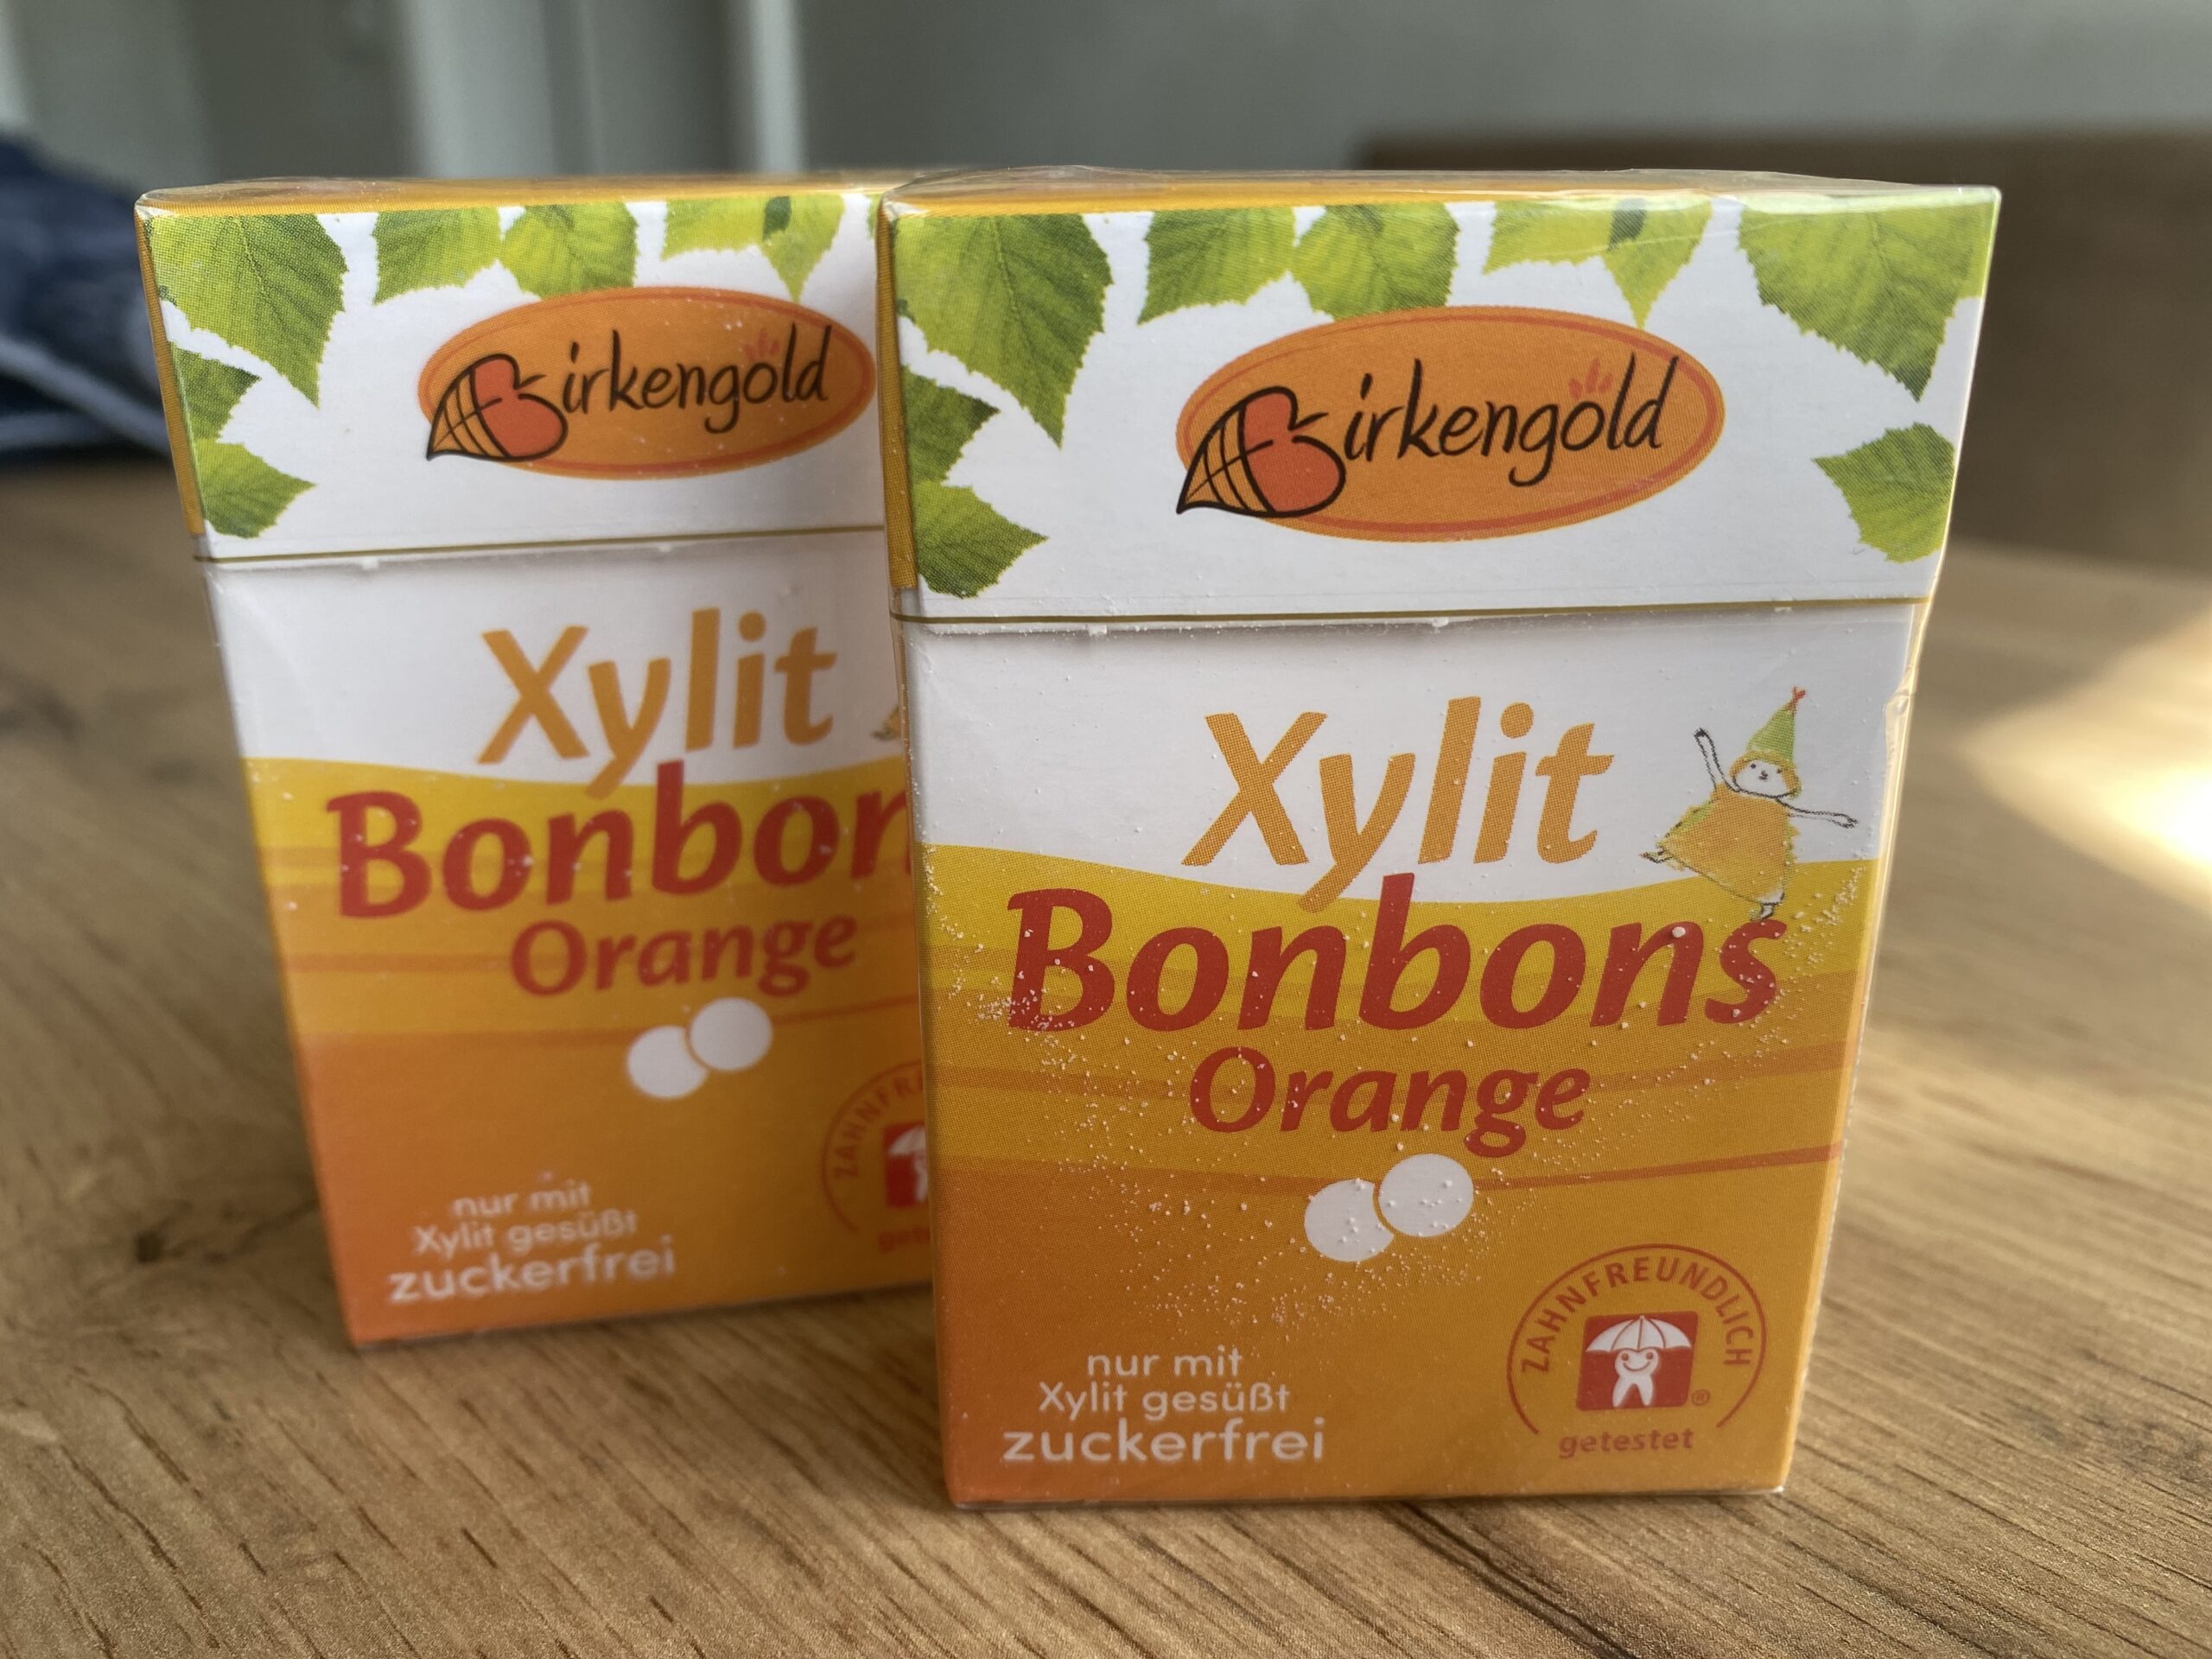 Birkengold
Xylit
Bonbon
Orange
nur mit
Xylit gesüßt
zuckerfrei
Birkengold
Xylit
Bonbons
Orange
nur mit
Xylit gesüßt
zuckerfrei
ZAHNFREUNDLICH
®
getestet